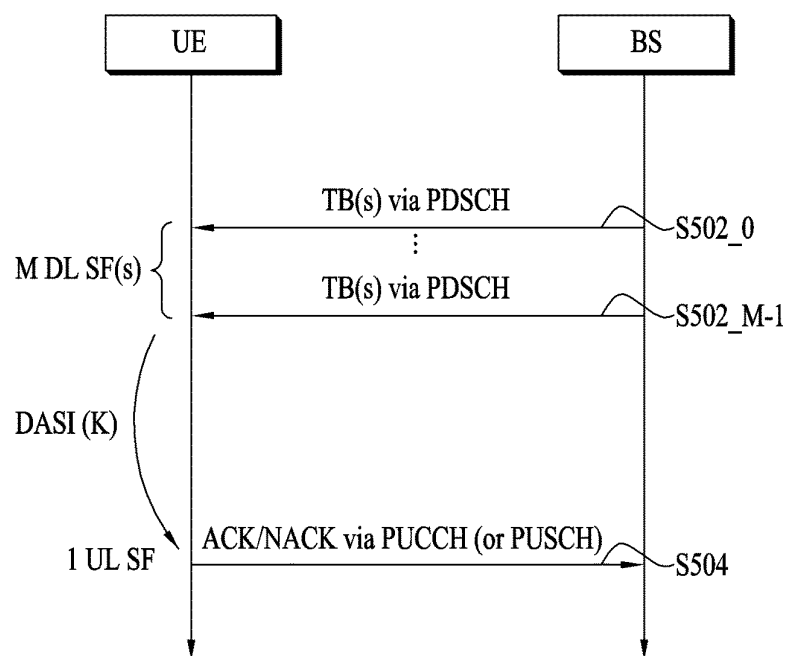 UE
BS
TB(s) via PDSCH
S502_0
⋮
M DL SF(s)
TB(s) via PDSCH
S502_M-1
DASI (K)
ACK/NACK via PUCCH (or PUSCH)
1 UL SF
S504